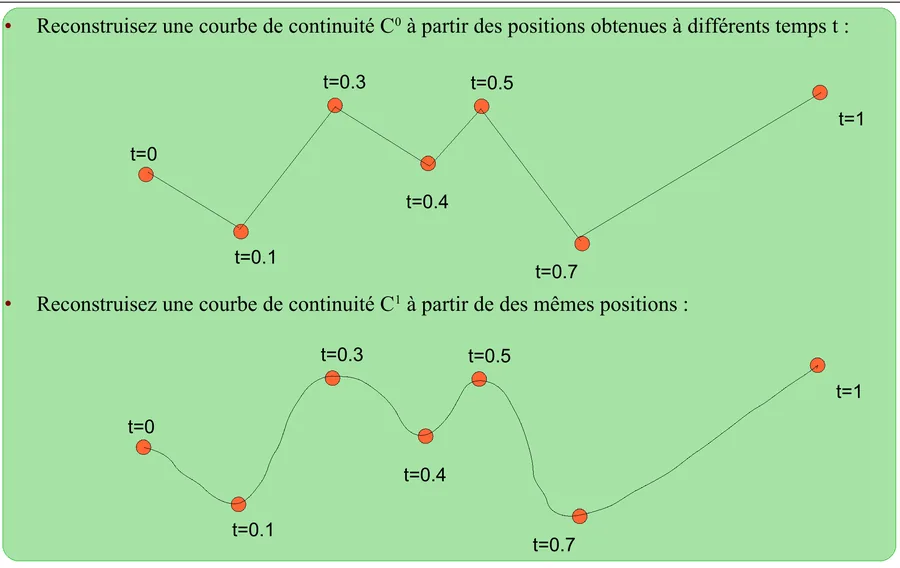 • Reconstruisez une courbe de continuité C⁰ à partir des positions obtenues à différents temps t :
t=0.3
t=0.5
t=1
t=0
t=0.4
t=0.1
t=0.7
• Reconstruisez une courbe de continuité C¹ à partir de des mêmes positions :
t=0.3
t=0.5
t=1
t=0
t=0.4
t=0.1
t=0.7